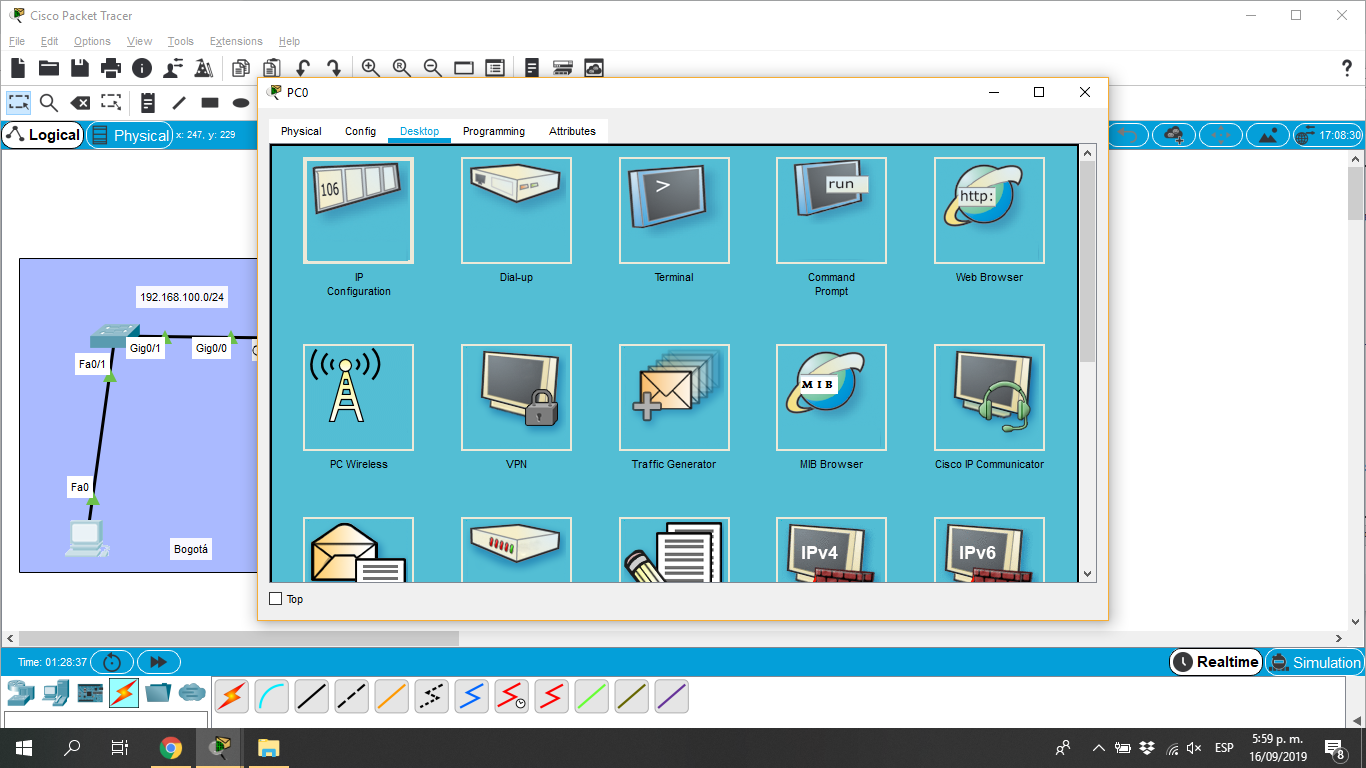 Cisco Packet Tracer
File Edit Options View Tools Extensions Help
PC0
Logical
Physical
x: 247, y: 229
17:08:30
Physical Config Desktop Programming Attributes
106
>
run
http:
IP
Configuration
Dial-up
Terminal
Command
Prompt
Web Browser
MIB
PC Wireless
VPN
Traffic Generator
MIB Browser
Cisco IP Communicator
IPv4
IPv6
Top
192.168.100.0/24
Gig0/1
Gig0/0
Fa0/1
Fa0
Bogotá
Time: 01:28:37
Realtime
Simulation
ESP
5:59 p. m.
16/09/2019
8